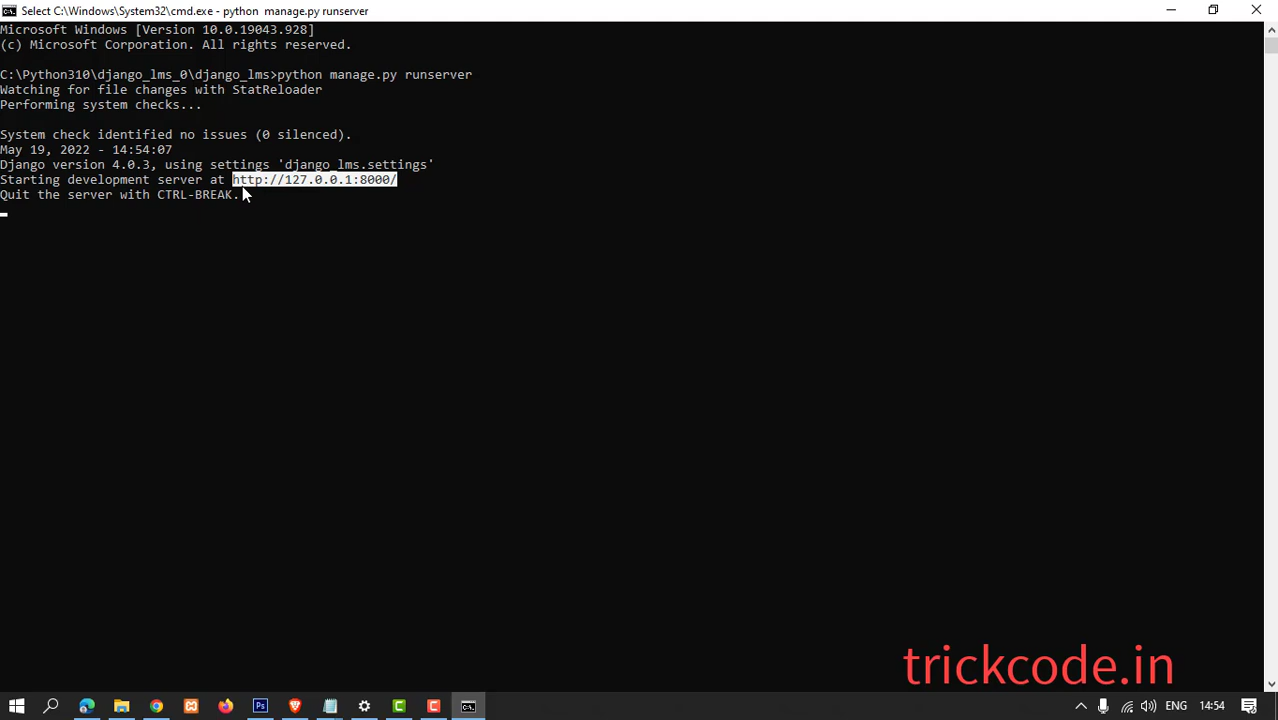 Select C:\Windows\System32\cmd.exe - python  manage.py runserver
Microsoft Windows [Version 10.0.19043.928]
(c) Microsoft Corporation. All rights reserved.
C:\Python310\django_lms_0\django_lms>python manage.py runserver
Watching for file changes with StatReloader
Performing system checks...
System check identified no issues (0 silenced).
May 19, 2022 - 14:54:07
Django version 4.0.3, using settings 'django_lms.settings'
Starting development server at http://127.0.0.1:8000/
Quit the server with CTRL-BREAK.
trickcode.in
Ps
ENG
14:54